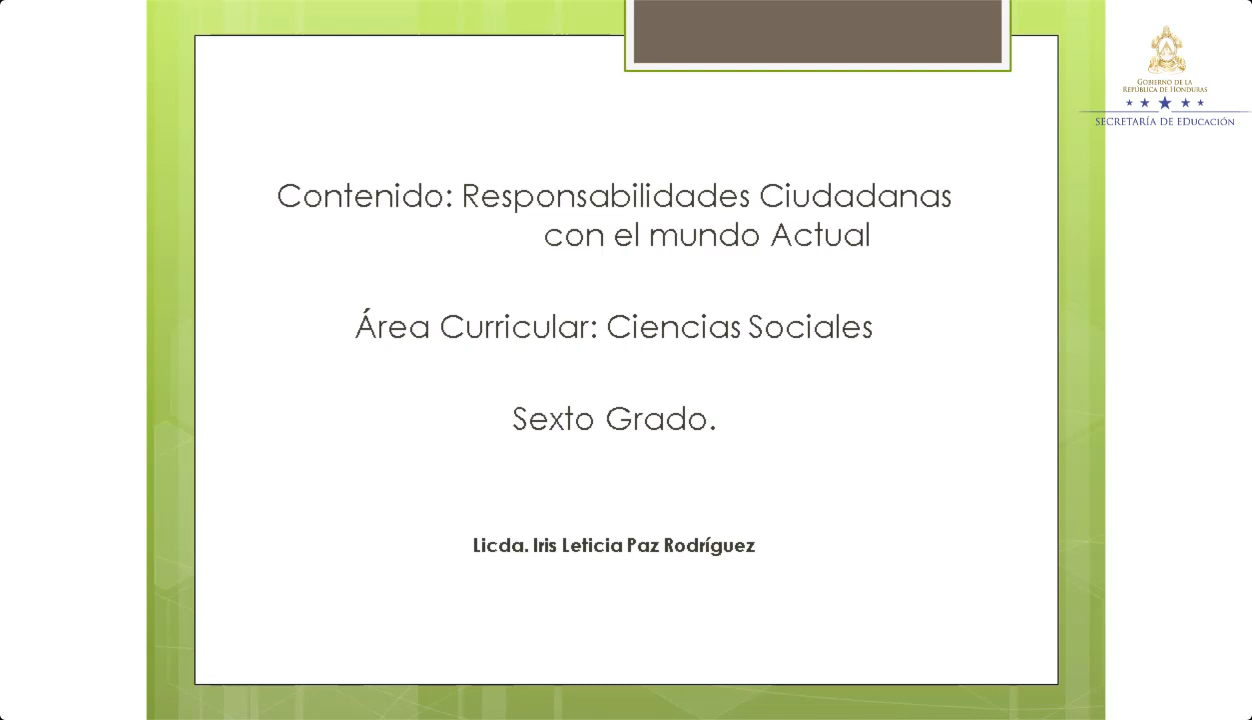 GOBIERNO DE LA
REPÚBLICA DE HONDURAS
SECRETARÍA DE EDUCACIÓN
Contenido: Responsabilidades Ciudadanas
con el mundo Actual
Área Curricular: Ciencias Sociales
Sexto Grado.
Licda. Iris Leticia Paz Rodríguez